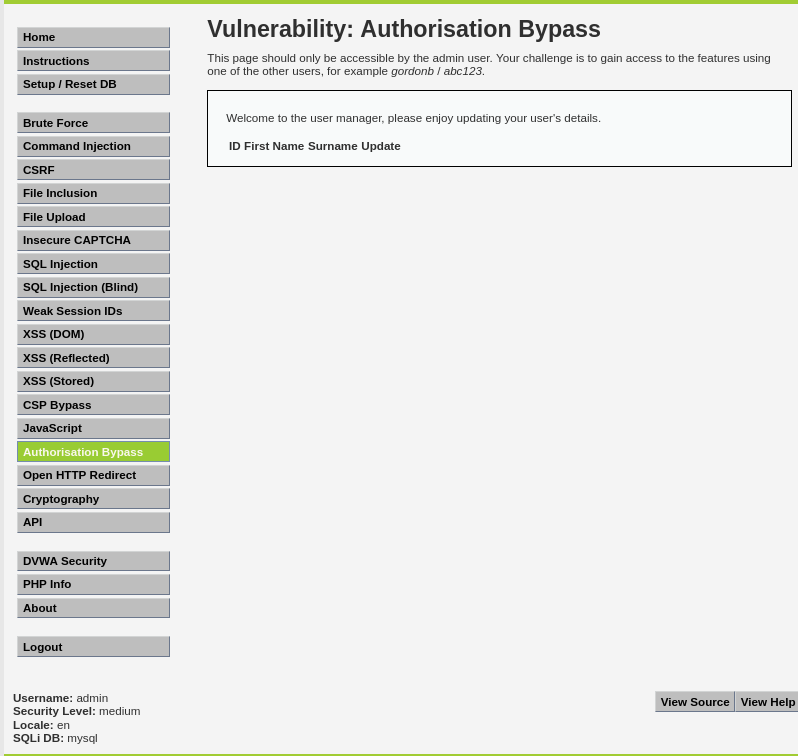 Home
Instructions
Setup / Reset DB
Brute Force
Command Injection
CSRF
File Inclusion
File Upload
Insecure CAPTCHA
SQL Injection
SQL Injection (Blind)
Weak Session IDs
XSS (DOM)
XSS (Reflected)
XSS (Stored)
CSP Bypass
JavaScript
Authorisation Bypass
Open HTTP Redirect
Cryptography
API
DVWA Security
PHP Info
About
Logout
Vulnerability: Authorisation Bypass
This page should only be accessible by the admin user. Your challenge is to gain access to the features using
one of the other users, for example gordonb / abc123.
Welcome to the user manager, please enjoy updating your user's details.
ID First Name Surname Update
Username: admin
Security Level: medium
Locale: en
SQLi DB: mysql
View Source View Help